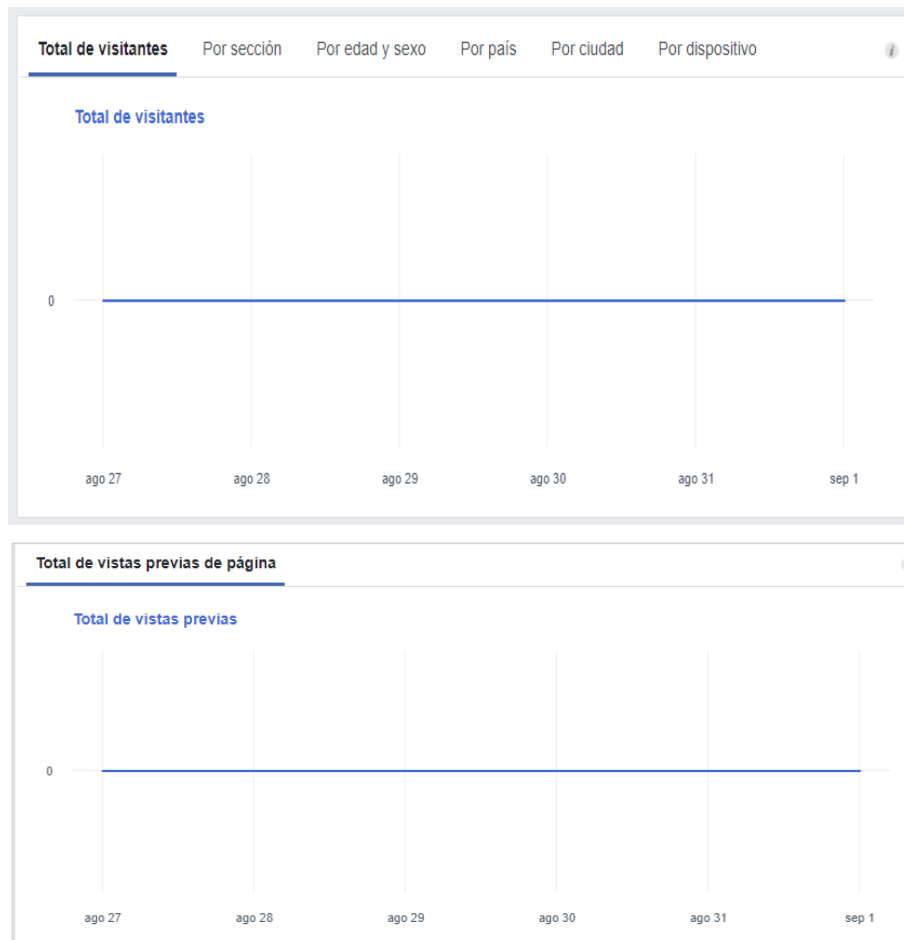 Total de visitantes Por sección Por edad y sexo Por país Por ciudad Por dispositivo i
Total de visitantes
0
ago 27 ago 28 ago 29 ago 30 ago 31 sep 1
Total de vistas previas de página
Total de vistas previas
0
ago 27 ago 28 ago 29 ago 30 ago 31 sep 1